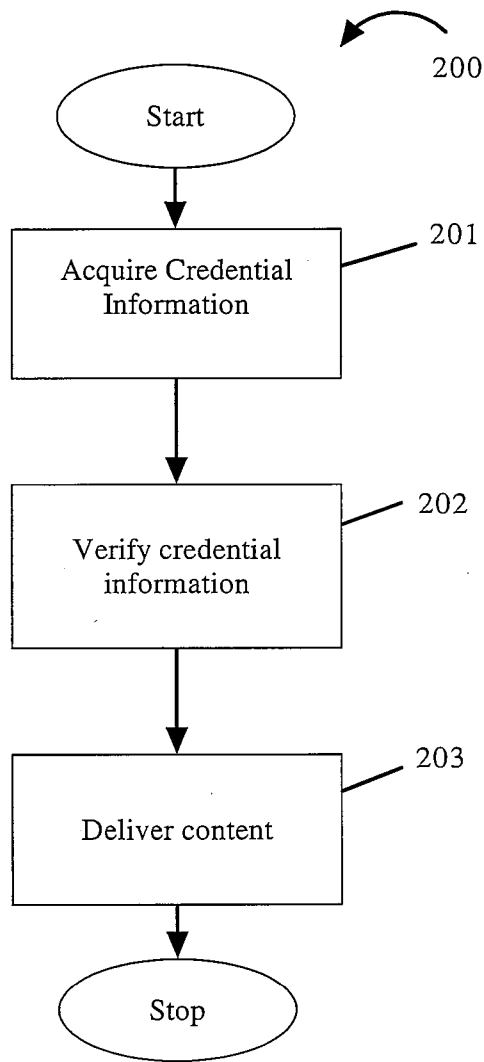 200
Start
201
Acquire Credential
Information
202
Verify credential
information
203
Deliver content
Stop